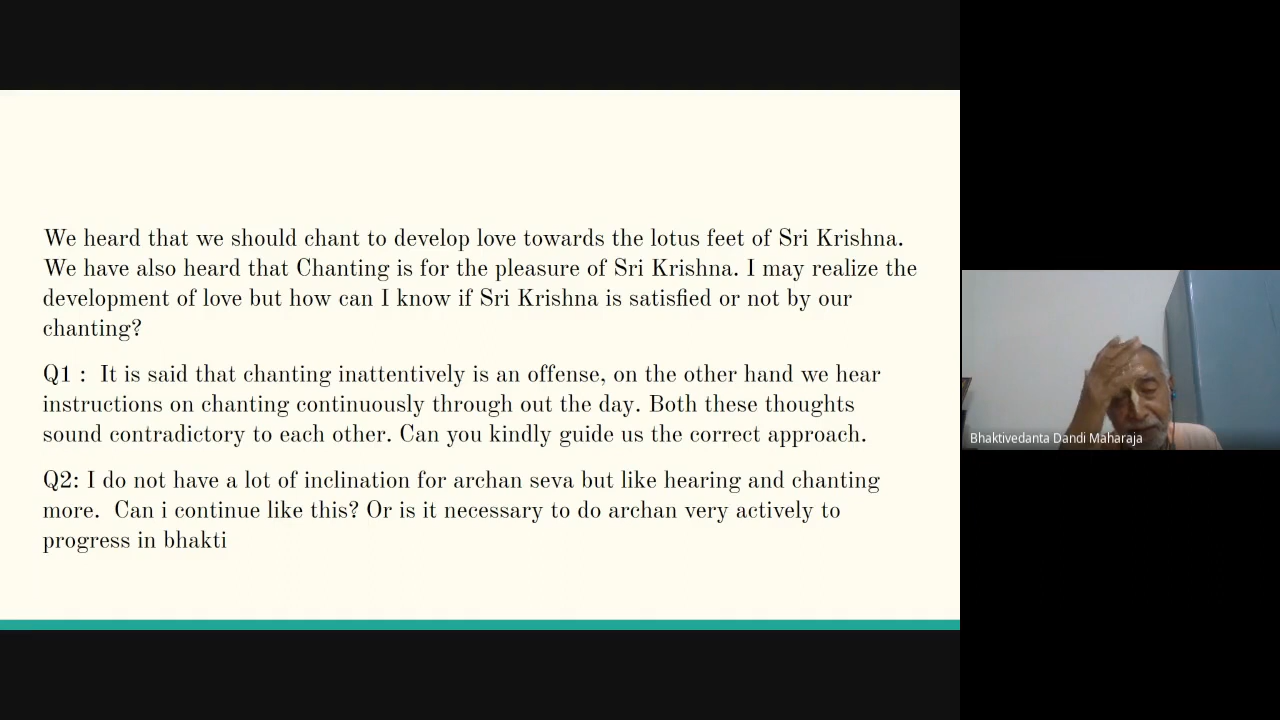 We heard that we should chant to develop love towards the lotus feet of Sri Krishna.
We have also heard that Chanting is for the pleasure of Sri Krishna. I may realize the
development of love but how can I know if Sri Krishna is satisfied or not by our
chanting?
Q1 : It is said that chanting inattentively is an offense, on the other hand we hear
instructions on chanting continuously through out the day. Both these thoughts
sound contradictory to each other. Can you kindly guide us the correct approach.
Q2: I do not have a lot of inclination for archan seva but like hearing and chanting
more. Can i continue like this? Or is it necessary to do archan very actively to
progress in bhakti
Bhaktivedanta Dandi Maharaja